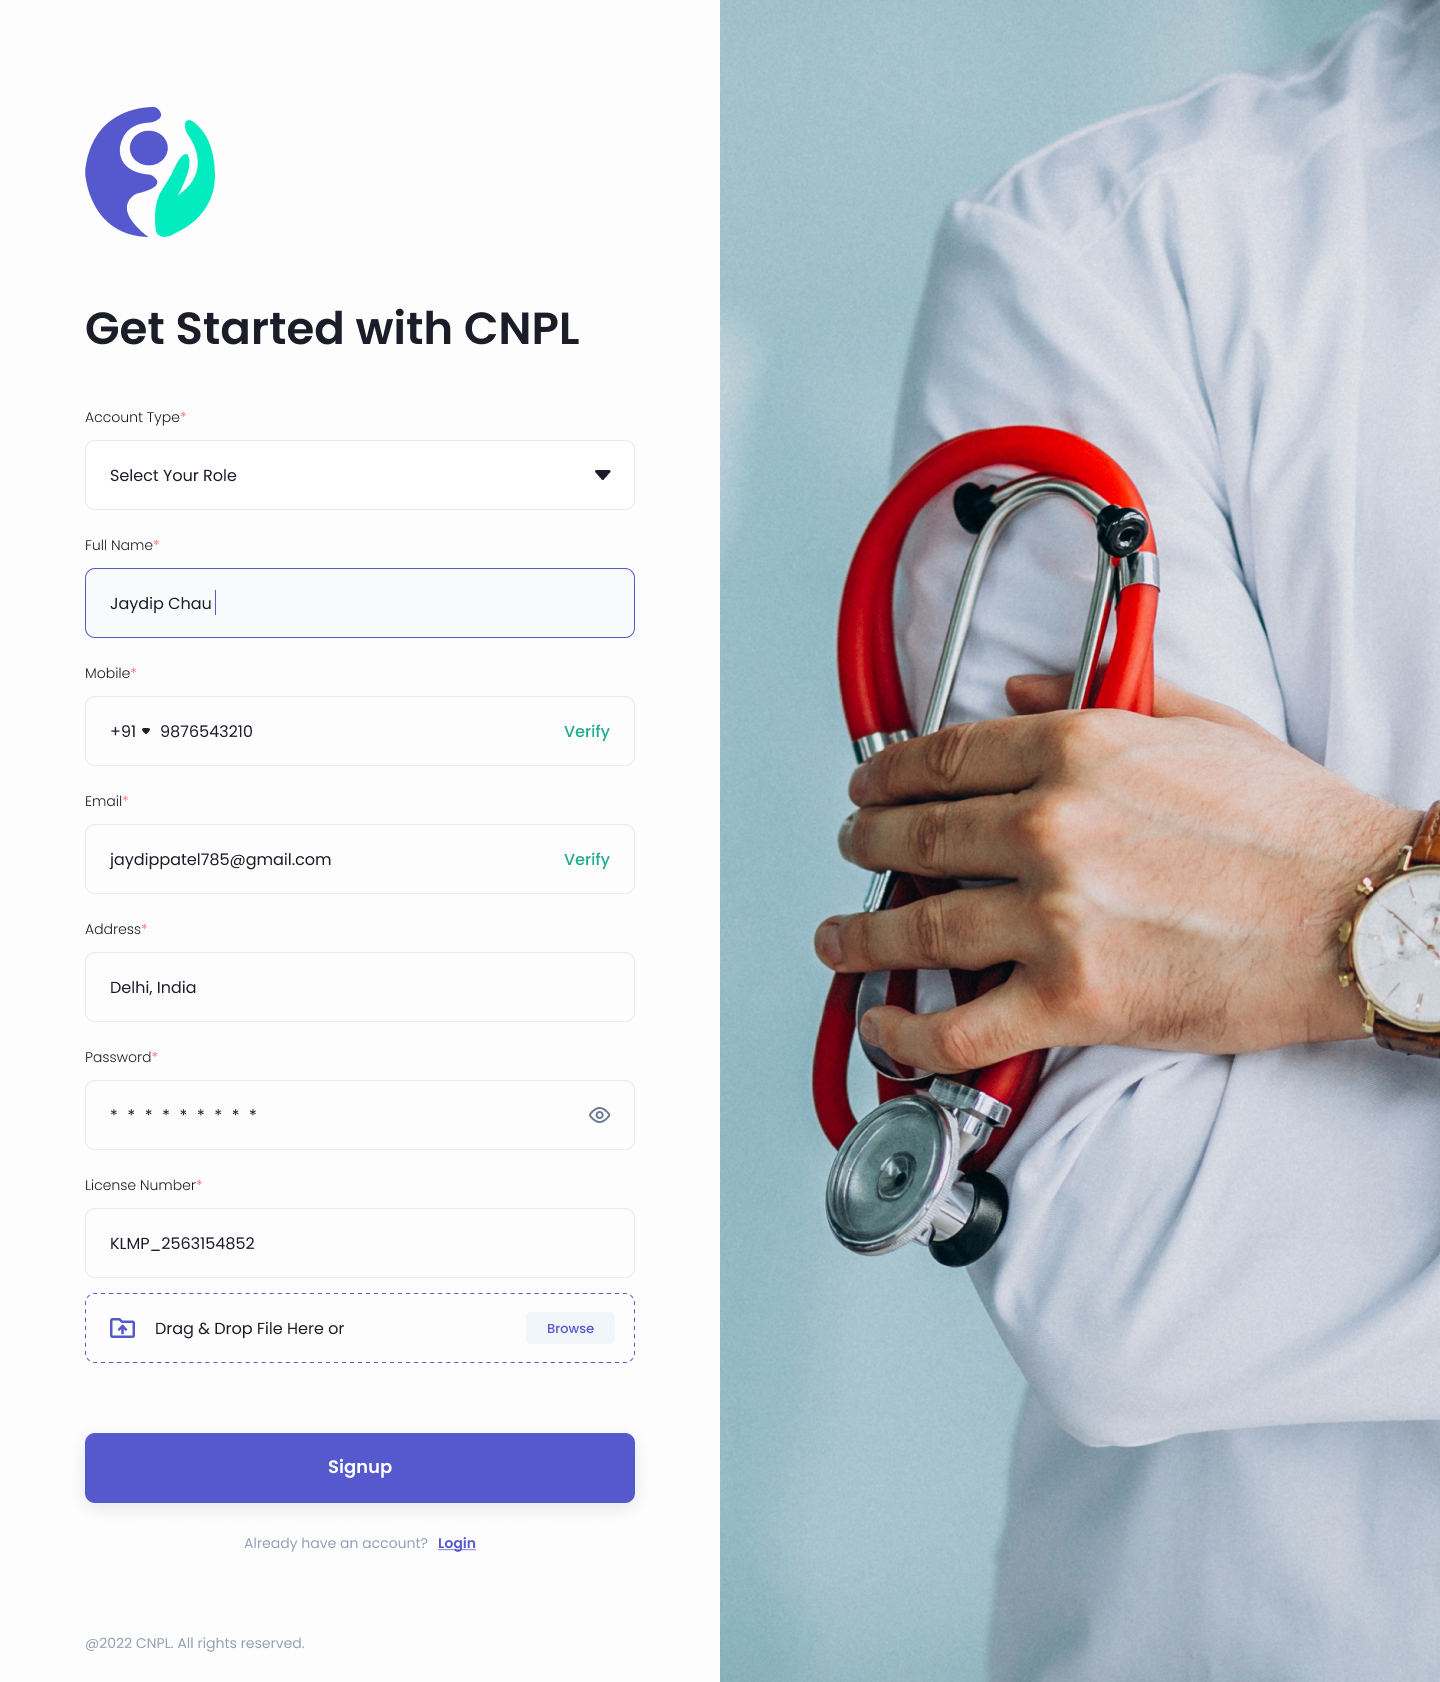 Get Started with CNPL
Account Type*
Select Your Role
Full Name*
Jaydip Chau
Mobile*
+91 9876543210 Verify
Email*
jaydippatel785@gmail.com Verify
Address*
Delhi, India
Password*
* * * * * * * * *
License Number*
KLMP_2563154852
Drag & Drop File Here or Browse
Signup
Already have an account? Login
@2022 CNPL. All rights reserved.